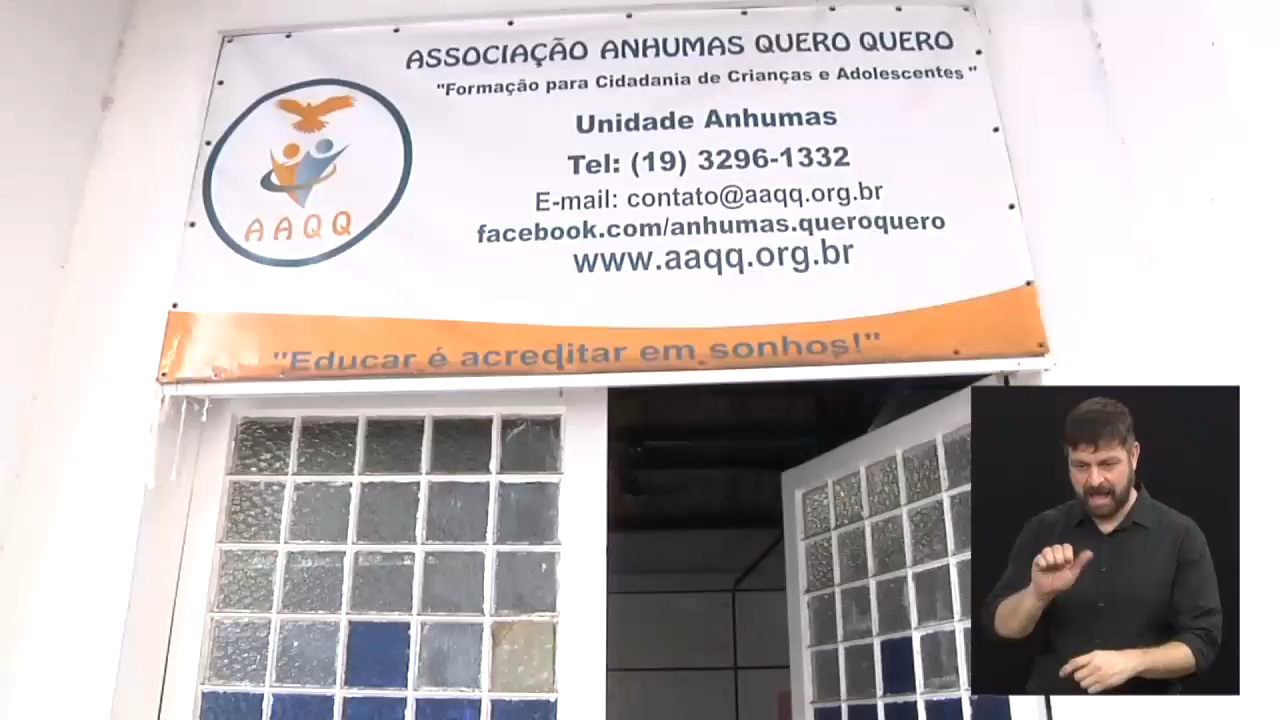 ASSOCIAÇÃO ANHUMAS QUERO QUERO
"Formação para Cidadania de Crianças e Adolescentes"
Unidade Anhumas
Tel: (19) 3296-1332
E-mail: contato@aaqq.org.br
facebook.com/anhumas.queroquero
www.aaqq.org.br
AAQQ
"Educar é acreditar em sonhos!"